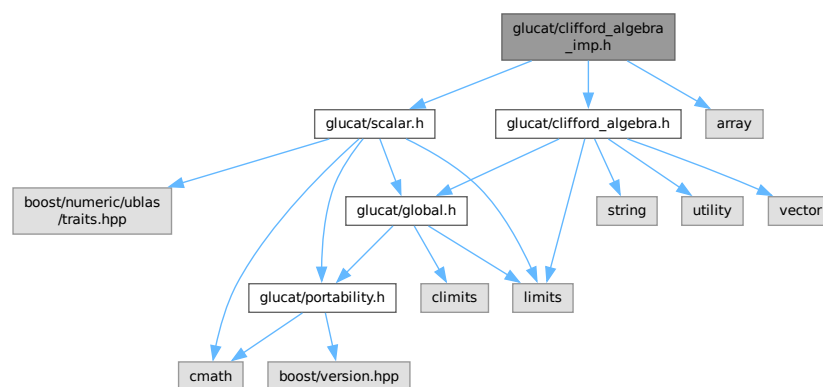 glucat/clifford_algebra
_imp.h
glucat/scalar.h
glucat/clifford_algebra.h
array
boost/numeric/ublas
/traits.hpp
glucat/global.h
string
utility
vector
glucat/portability.h
climits
limits
cmath
boost/version.hpp